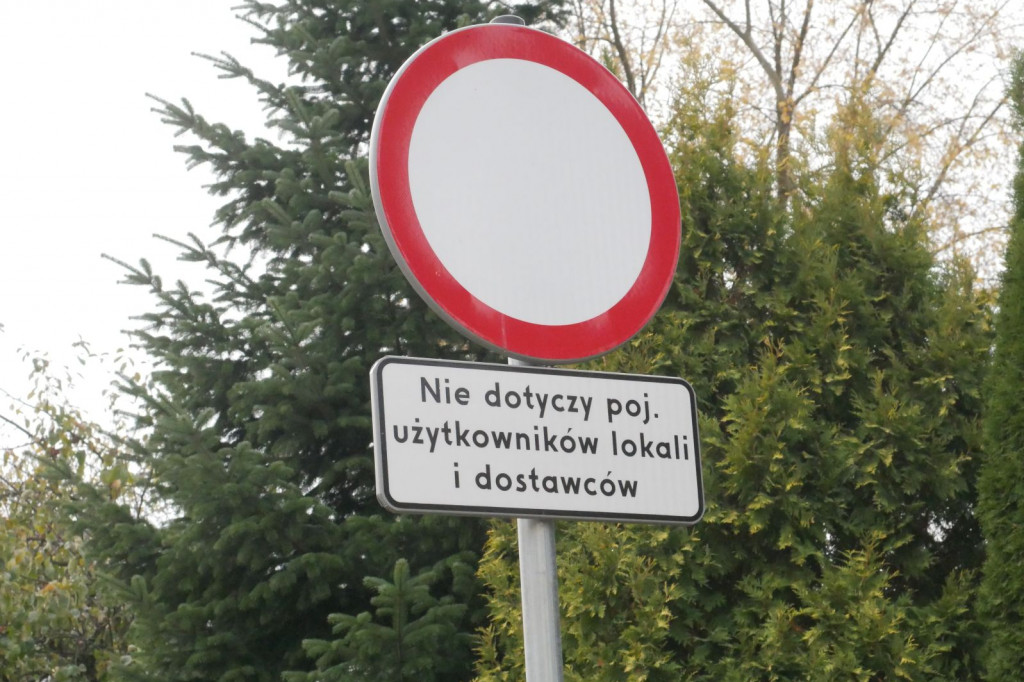 Nie dotyczy poj.
użytkowników lokali
i dostawców